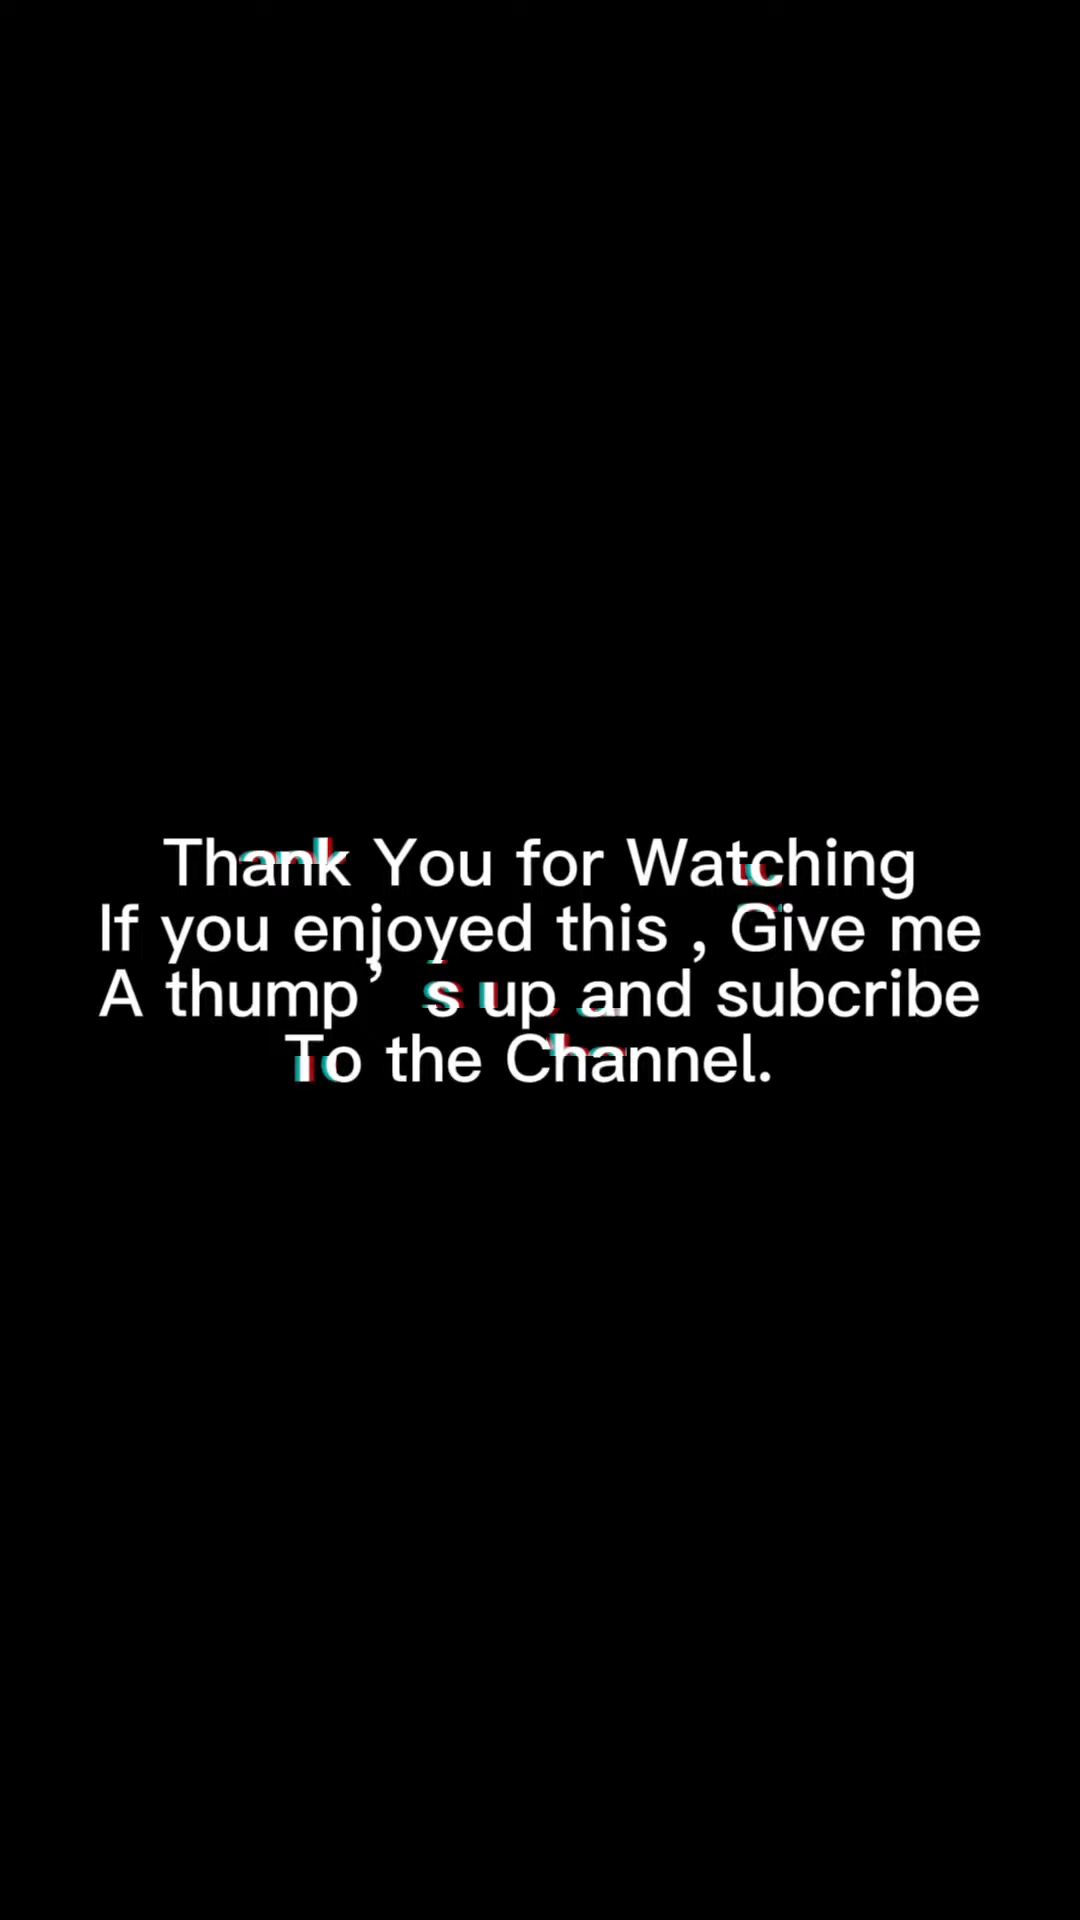 Thank You for Watching
If you enjoyed this , Give me
A thump’ s up and subcribe
To the Channel.